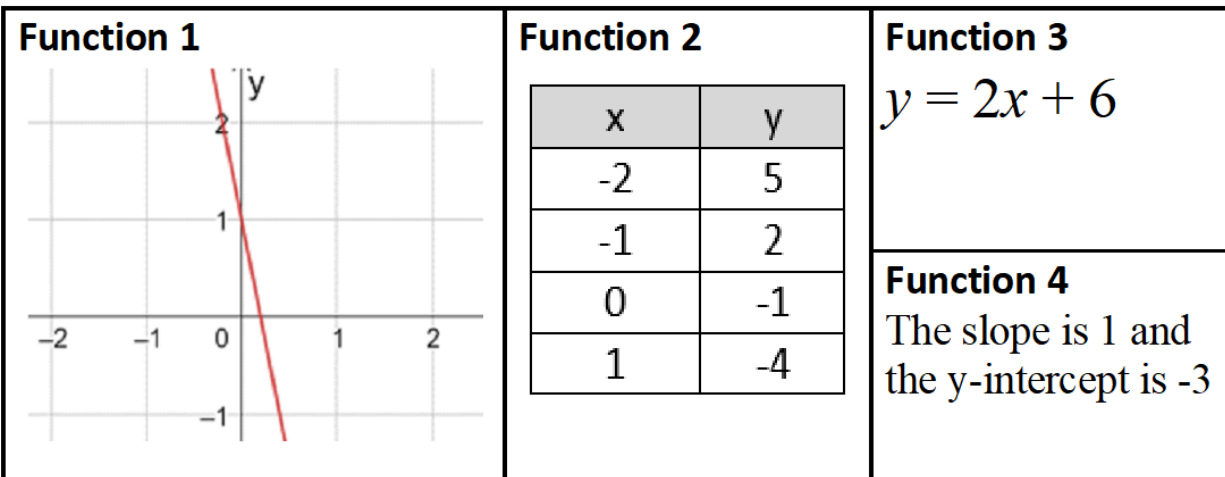 Function 1
y
2
1
-2 -1 0 1 2
-1
Function 2
x y
-2 5
-1 2
0 -1
1 -4
Function 3
y = 2x + 6
Function 4
The slope is 1 and
the y-intercept is -3